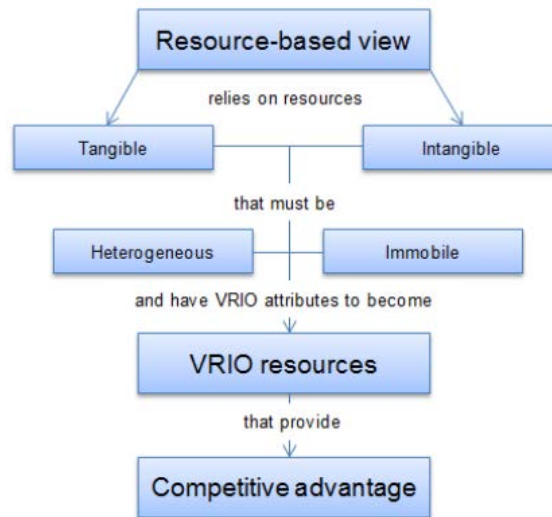 Resource-based view
relies on resources
Tangible
Intangible
that must be
Heterogeneous
Immobile
and have VRIO attributes to become
VRIO resources
that provide
Competitive advantage